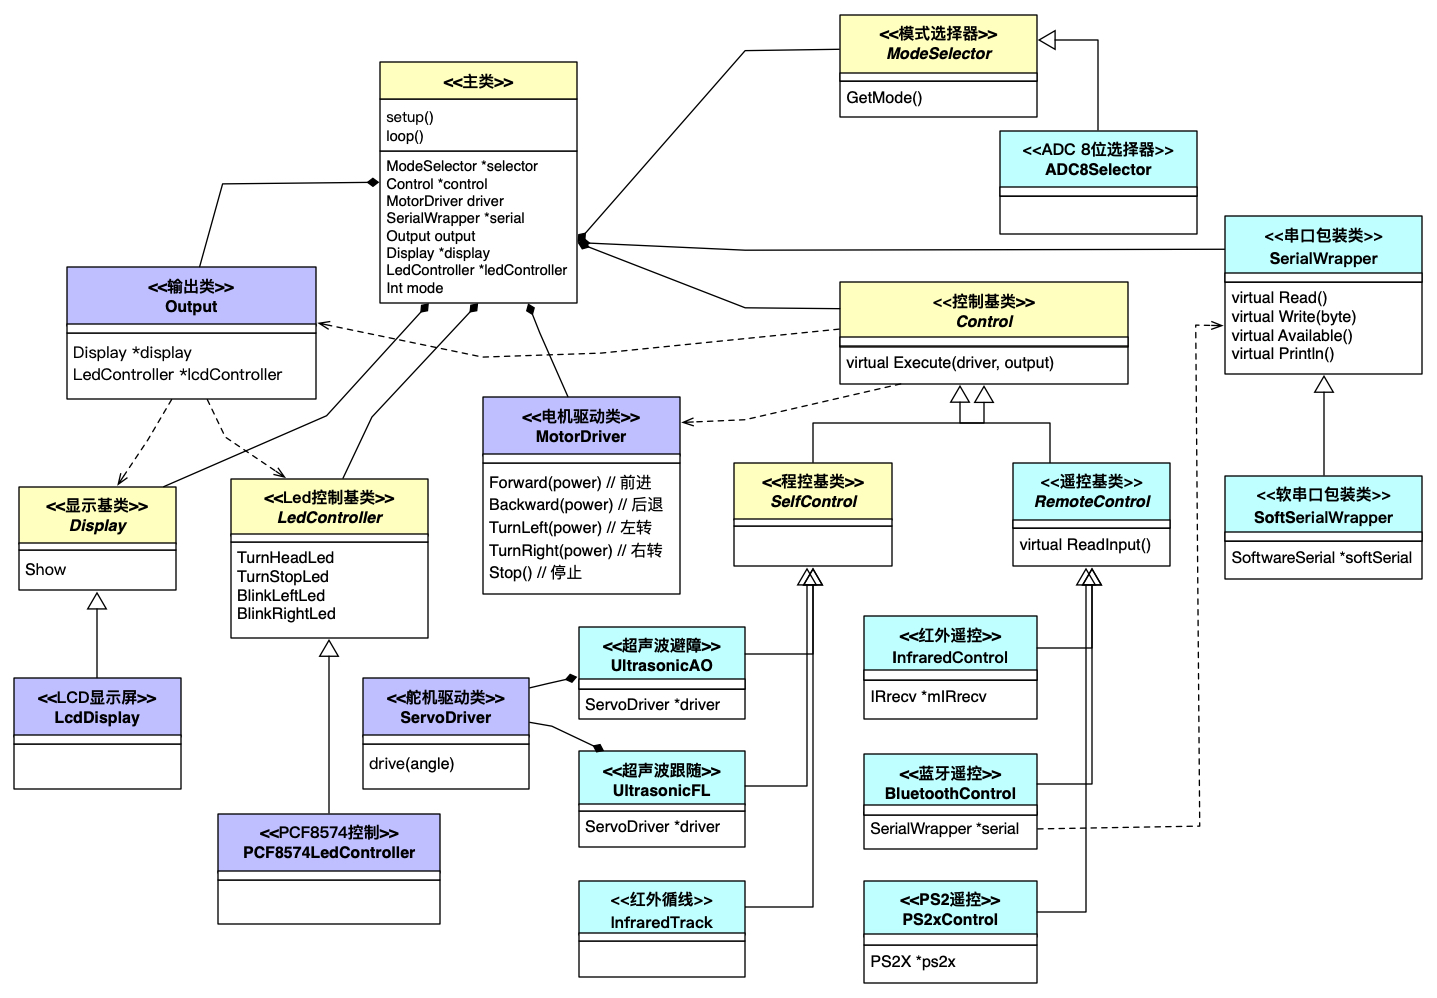 <<模式选择器>>
ModeSelector
GetMode()
<<主类>>
setup()
loop()
ModeSelector *selector
Control *control
MotorDriver driver
SerialWrapper *serial
Output output
Display *display
LedController *ledController
Int mode
<<ADC 8位选择器>>
ADC8Selector
<<串口包装类>>
SerialWrapper
virtual Read()
virtual Write(byte)
virtual Available()
virtual Println()
<<输出类>>
Output
Display *display
LedController *lcdController
<<控制基类>>
Control
virtual Execute(driver, output)
<<电机驱动类>>
MotorDriver
Forward(power) // 前进
Backward(power) // 后退
TurnLeft(power) // 左转
TurnRight(power) // 右转
Stop() // 停止
<<程控基类>>
SelfControl
<<遥控基类>>
RemoteControl
virtual ReadInput()
<<软串口包装类>>
SoftSerialWrapper
SoftwareSerial *softSerial
<<显示基类>>
Display
Show
<<Led控制基类>>
LedController
TurnHeadLed
TurnStopLed
BlinkLeftLed
BlinkRightLed
<<LCD显示屏>>
LcdDisplay
<<舵机驱动类>>
ServoDriver
drive(angle)
<<超声波避障>>
UltrasonicAO
ServoDriver *driver
<<红外遥控>>
InfraredControl
IRrecv *mIRrecv
<<超声波跟随>>
UltrasonicFL
ServoDriver *driver
<<蓝牙遥控>>
BluetoothControl
SerialWrapper *serial
<<PCF8574控制>>
PCF8574LedController
<<红外循线>>
InfraredTrack
<<PS2遥控>>
PS2xControl
PS2X *ps2x